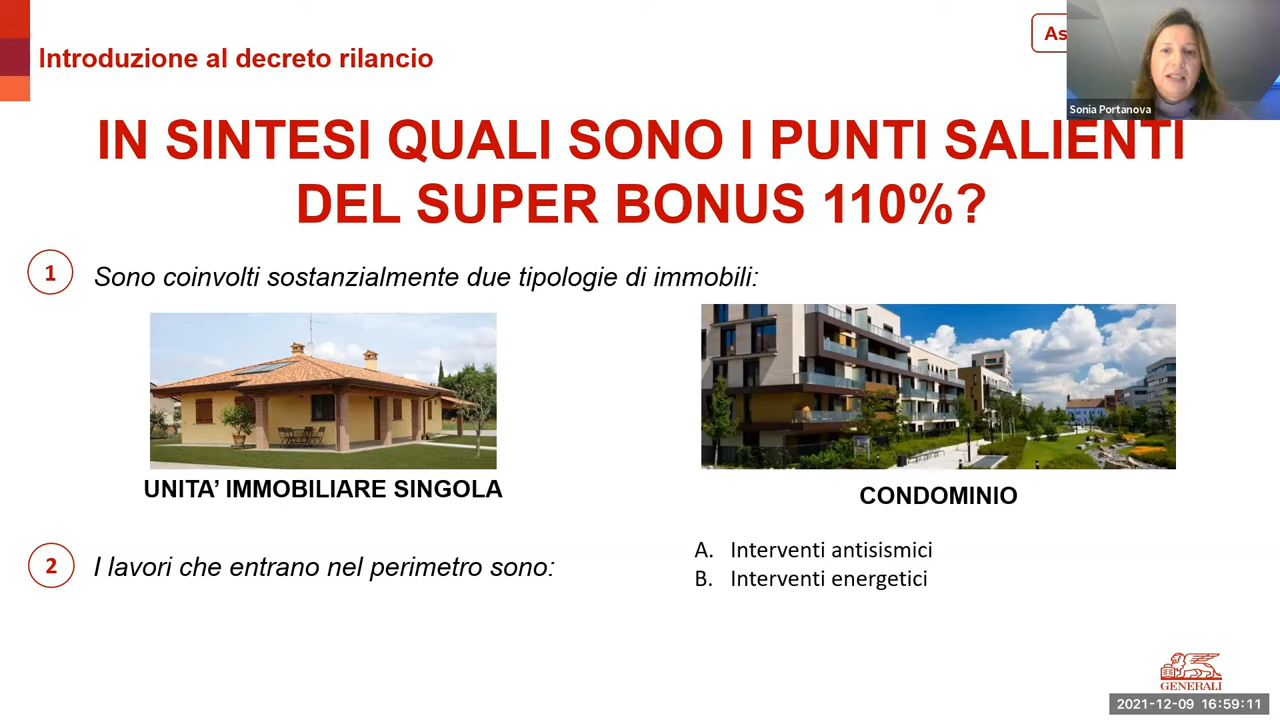 Introduzione al decreto rilancio
Sonia Portanova
IN SINTESI QUALI SONO I PUNTI SALIENTI
DEL SUPER BONUS 110%?
1
Sono coinvolti sostanzialmente due tipologie di immobili:
UNITA’ IMMOBILIARE SINGOLA
CONDOMINIO
2
I lavori che entrano nel perimetro sono:
A. Interventi antisismici
B. Interventi energetici
GENERALI
2021-12-09 16:59:11